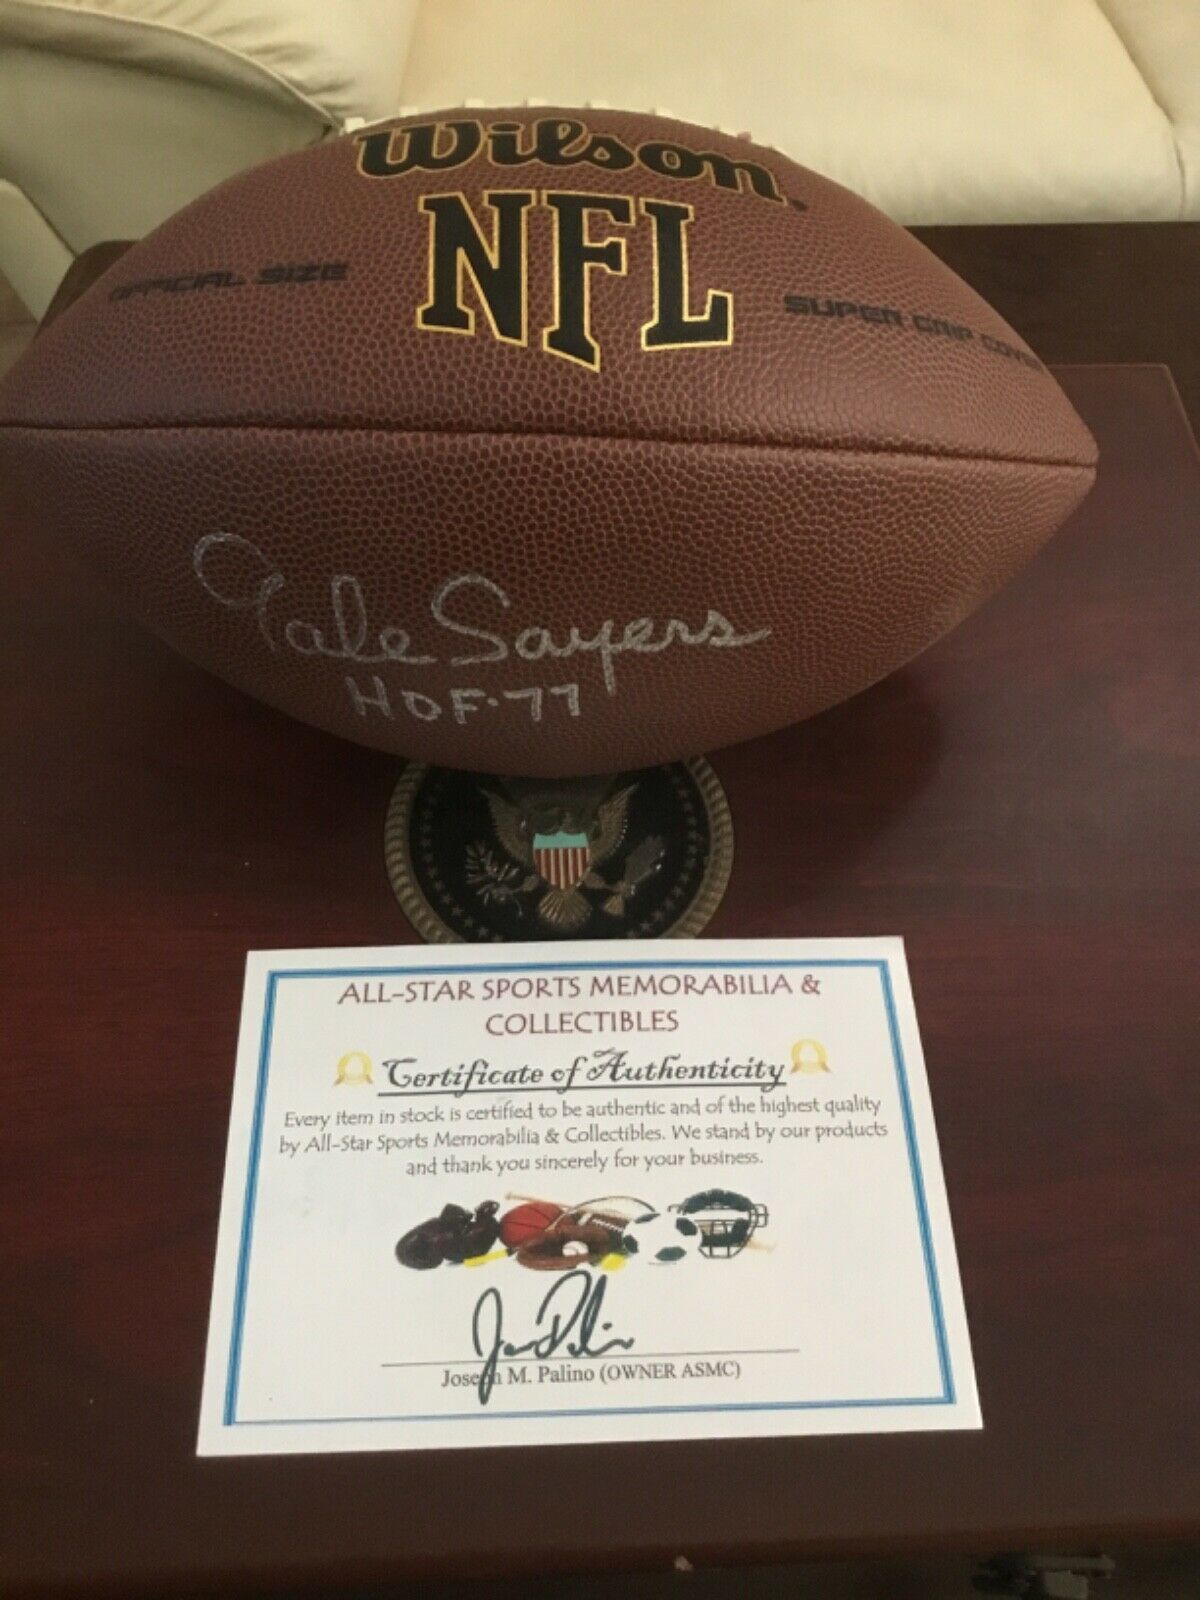 Wilson.
NFL
OFFICIAL SIZE
SUPER GRIP COVER
Gale Sayers
HOF-77
ALL-STAR SPORTS MEMORABILIA &
COLLECTIBLES
Certificate of Authenticity
Every item in stock is certified to be authentic and of the highest quality
by All-Star Sports Memorabilia & Collectibles. We stand by our products
and thank you sincerely for your business.
Joseph M. Palino (OWNER ASMC)